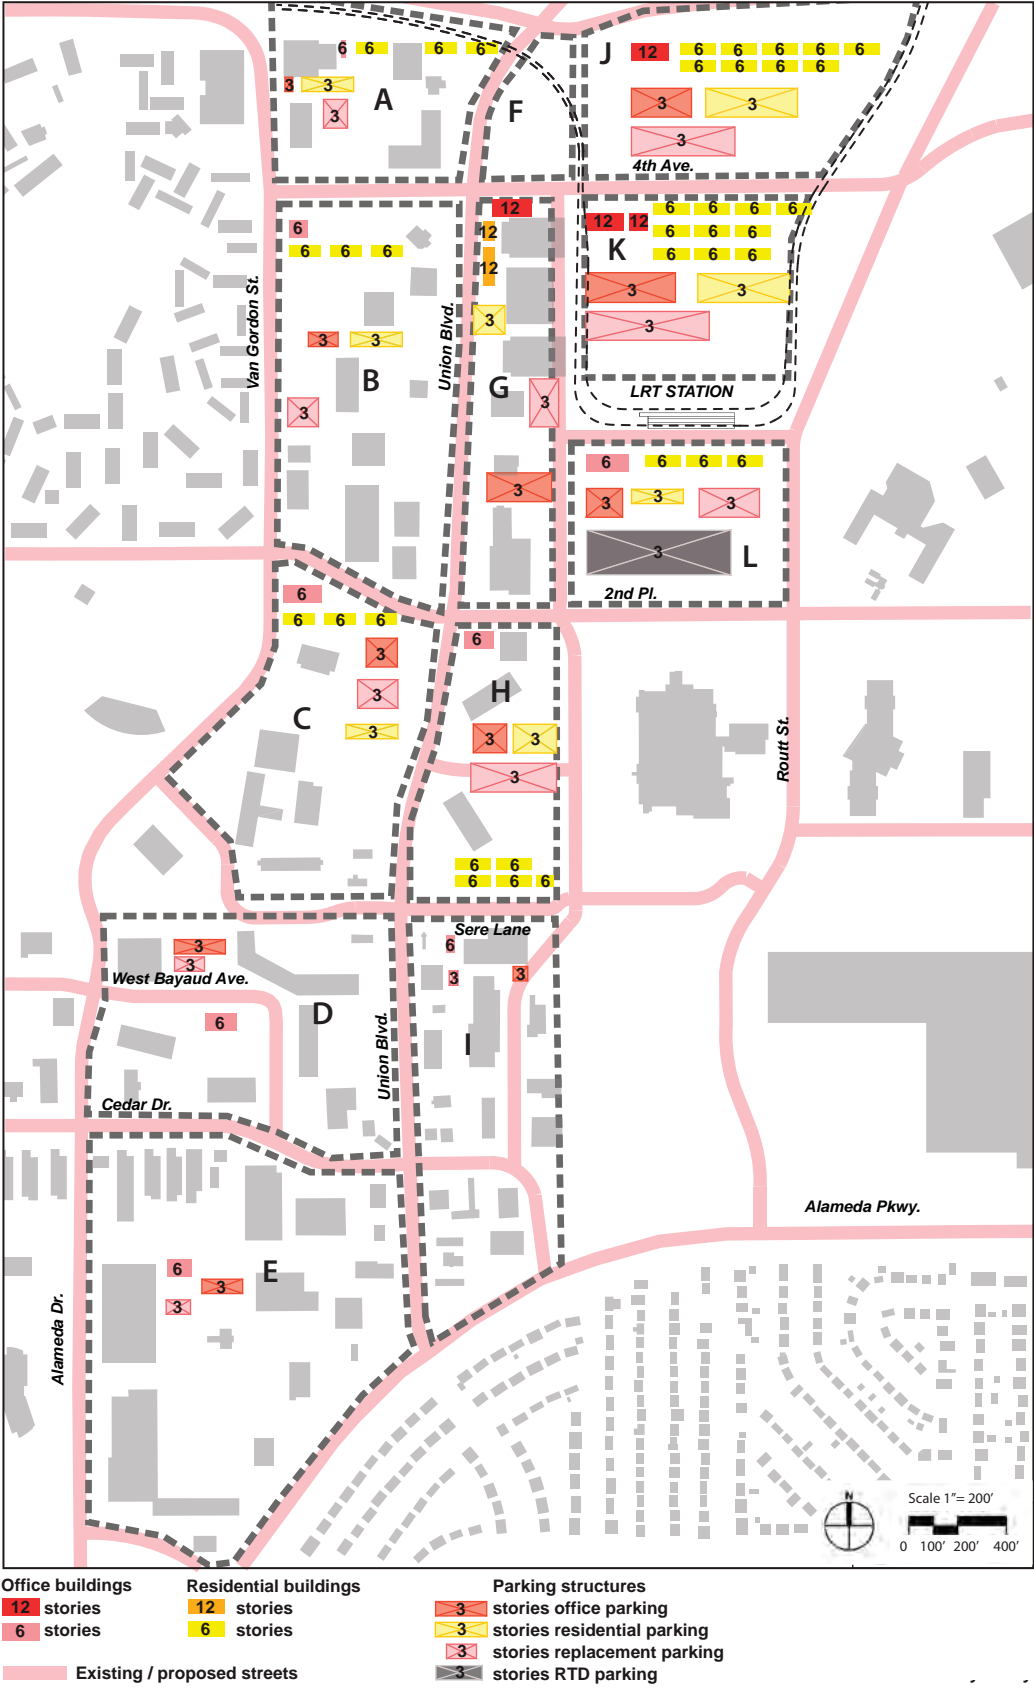 6 6 6 6
3 3 A
3
F
J 12 6 6 6 6 6
6 6 6 6
3 3
3
4th Ave.
6
6 6 6
Van Gordon St.
3 3
B
3
Union Blvd.
12
12
12
3
G
3
3
12 12 6 6 6 6
K 6 6 6
6 6 6
3 3
3
LRT STATION
6 6 6 6
3 3 3
3 L
2nd Pl.
6
6 6 6
3
3
C 3
6
H
3 3
3
6 6
6 6 6
Routt St.
Sere Lane
3
3
West Bayaud Ave.
6
D
Union Blvd.
Cedar Dr.
6
3 3
I
6
3
3
E
Alameda Dr.
Alameda Pkwy.
N
Scale 1”= 200’
0 100’ 200’ 400’
Office buildings
12 stories
6 stories
Existing / proposed streets
Residential buildings
12 stories
6 stories
Parking structures
3 stories office parking
3 stories residential parking
3 stories replacement parking
3 stories RTD parking